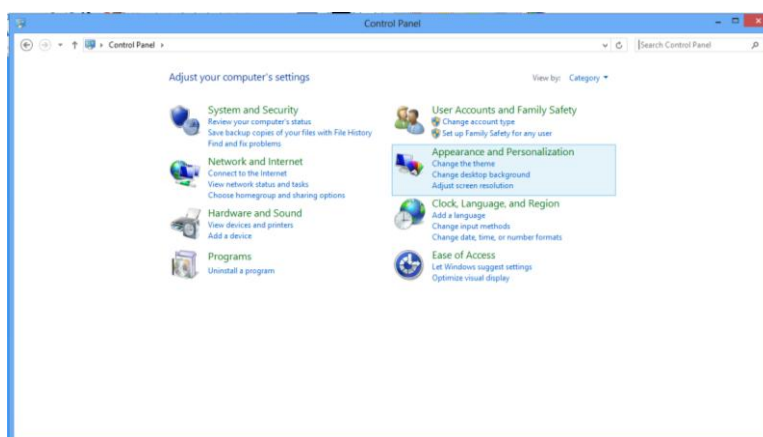 Control Panel
Control Panel
Search Control Panel
Adjust your computer's settings
View by: Category
System and Security
Review your computer's status
Save backup copies of your files with File History
Find and fix problems
Network and Internet
Connect to the Internet
View network status and tasks
Choose homegroup and sharing options
Hardware and Sound
View devices and printers
Add a device
Programs
Uninstall a program
User Accounts and Family Safety
Change account type
Set up Family Safety for any user
Appearance and Personalization
Change the theme
Change desktop background
Adjust screen resolution
Clock, Language, and Region
Add a language
Change input methods
Change date, time, or number formats
Ease of Access
Let Windows suggest settings
Optimize visual display